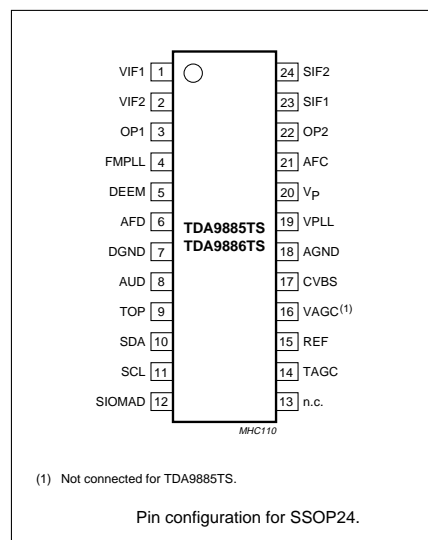 VIF1 1
VIF2 2
OP1 3
FMPLL 4
DEEM 5
AFD 6
DGND 7
AUD 8
TOP 9
SDA 10
SCL 11
SIOMAD 12
TDA9885TS
TDA9886TS
24 SIF2
23 SIF1
22 OP2
21 AFC
20 VP
19 VPLL
18 AGND
17 CVBS
16 VAGC(1)
15 REF
14 TAGC
13 n.c.
MHC110
(1) Not connected for TDA9885TS.
Pin configuration for SSOP24.